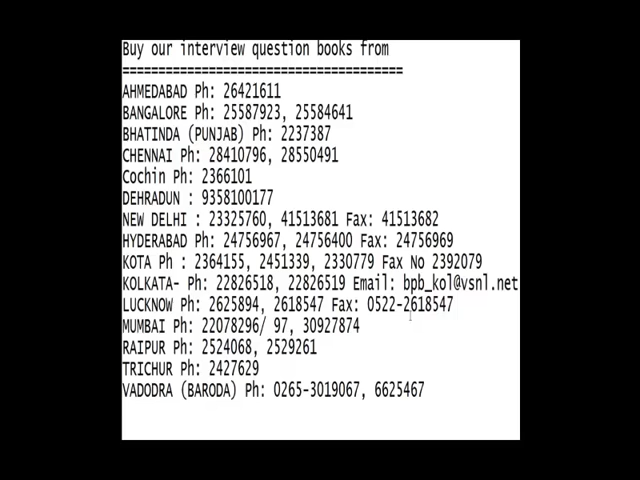 Buy our interview question books from
=======================================
AHMEDABAD Ph: 26421611
BANGALORE Ph: 25587923, 25584641
BHATINDA (PUNJAB) Ph: 2237387
CHENNAI Ph: 28410796, 28550491
Cochin Ph: 2366101
DEHRADUN : 9358100177
NEW DELHI : 23325760, 41513681 Fax: 41513682
HYDERABAD Ph: 24756967, 24756400 Fax: 24756969
KOTA Ph : 2364155, 2451339, 2330779 Fax No 2392079
KOLKATA- Ph: 22826518, 22826519 Email: bpb_kol@vsnl.net
LUCKNOW Ph: 2625894, 2618547 Fax: 0522-2618547
MUMBAI Ph: 22078296/ 97, 30927874
RAIPUR Ph: 2524068, 2529261
TRICHUR Ph: 2427629
VADODRA (BARODA) Ph: 0265-3019067, 6625467